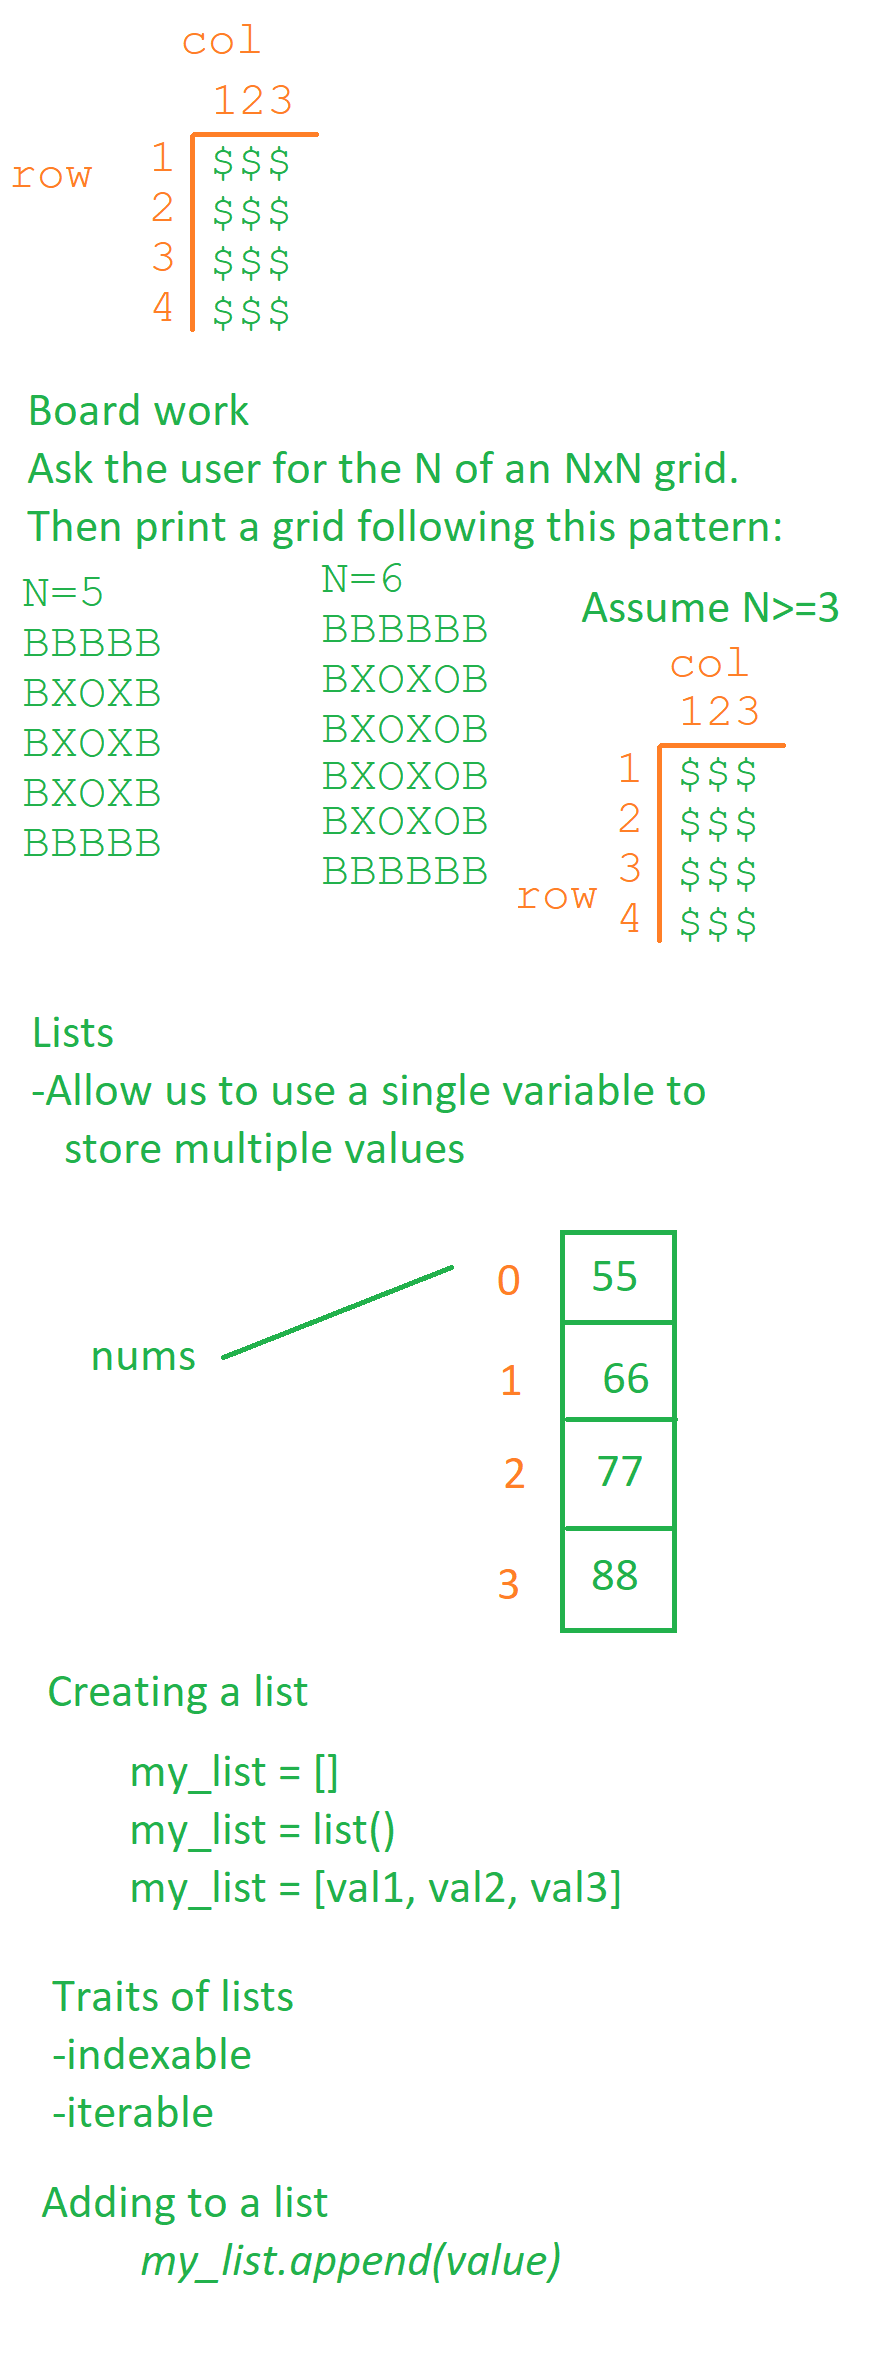 col
123
row
1 $$$
2 $$$
3 $$$
4 $$$
Board work
Ask the user for the N of an NxN grid.
Then print a grid following this pattern:
N=5
BBBBB
BXOXB
BXOXB
BXOXB
BBBBB
N=6
BBBBBB
BXOXOB
BXOXOB
BXOXOB
BXOXOB
BBBBBB
Assume N>=3
col
123
1 $$$
2 $$$
3 $$$
row
4 $$$
Lists
-Allow us to use a single variable to
store multiple values
nums
0 55
1 66
2 77
3 88
Creating a list
my_list = []
my_list = list()
my_list = [val1, val2, val3]
Traits of lists
-indexable
-iterable
Adding to a list
my_list.append(value)